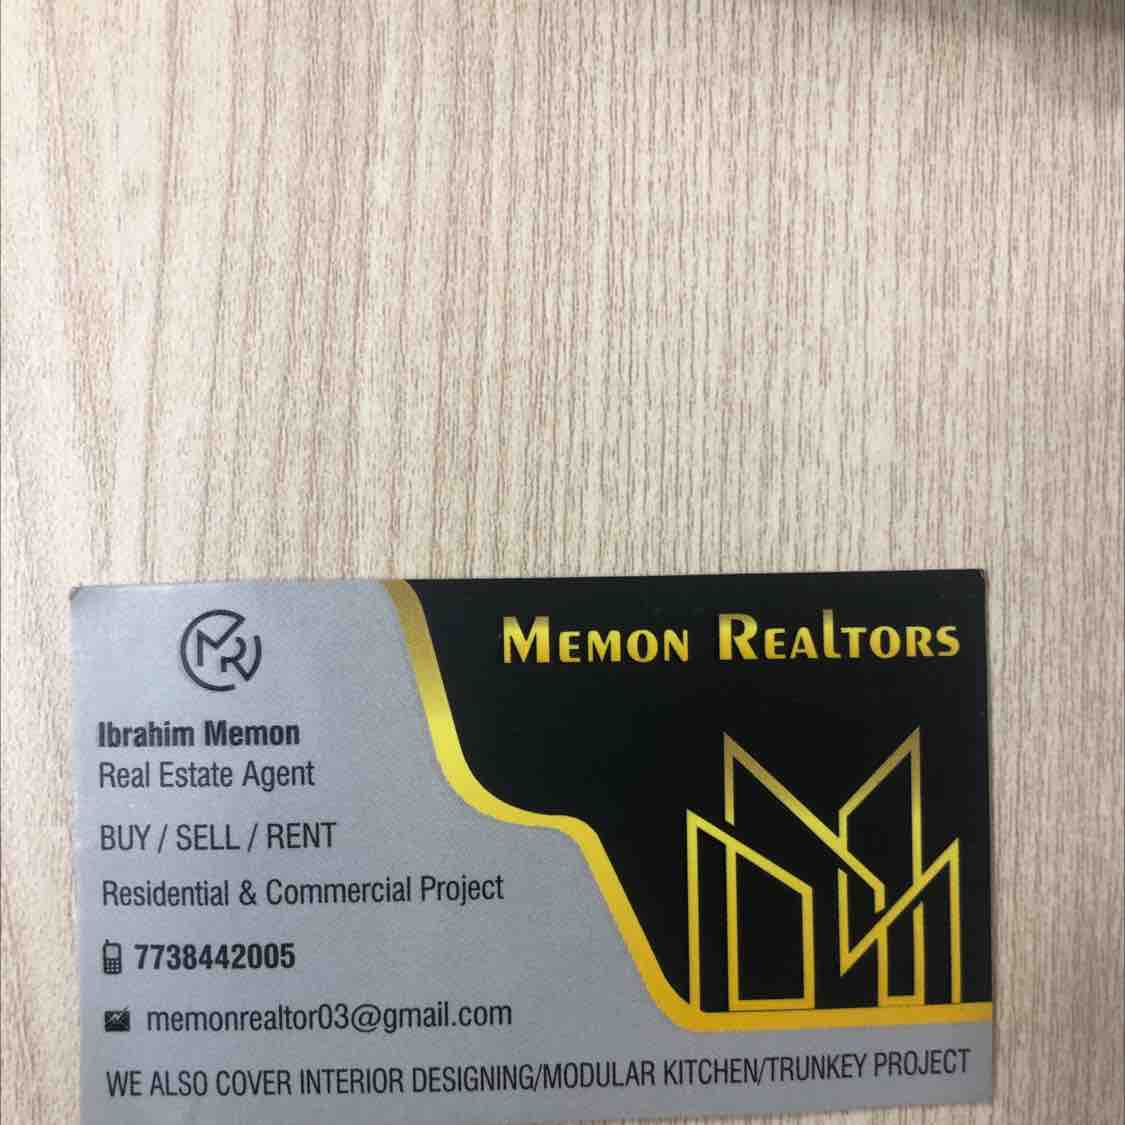 MR
Ibrahim Memon
Real Estate Agent
BUY / SELL / RENT
Residential & Commercial Project
7738442005
memonrealtor03@gmail.com
WE ALSO COVER INTERIOR DESIGNING/MODULAR KITCHEN/TRUNKEY PROJECT
MEMON REALTORS